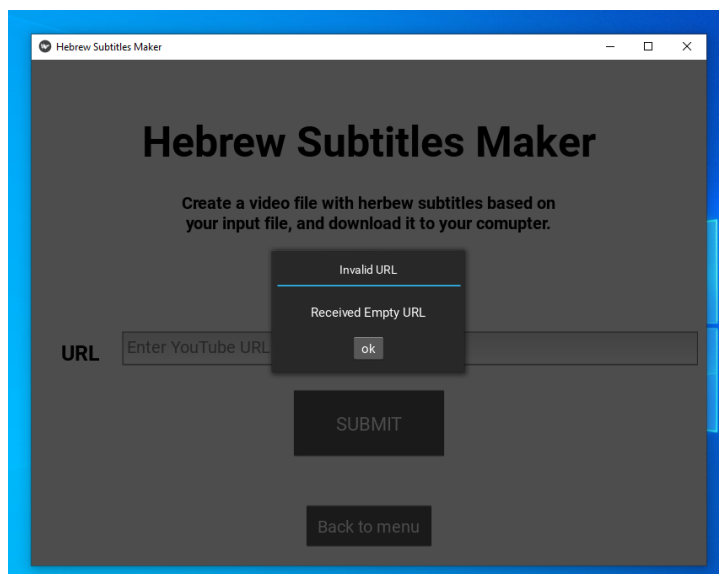 Hebrew Subtitles Maker
Hebrew Subtitles Maker
Create a video file with herbew subtitles based on
your input file, and download it to your comupter.
Invalid URL
Received Empty URL
ok
URL
Enter YouTube URL
SUBMIT
Back to menu